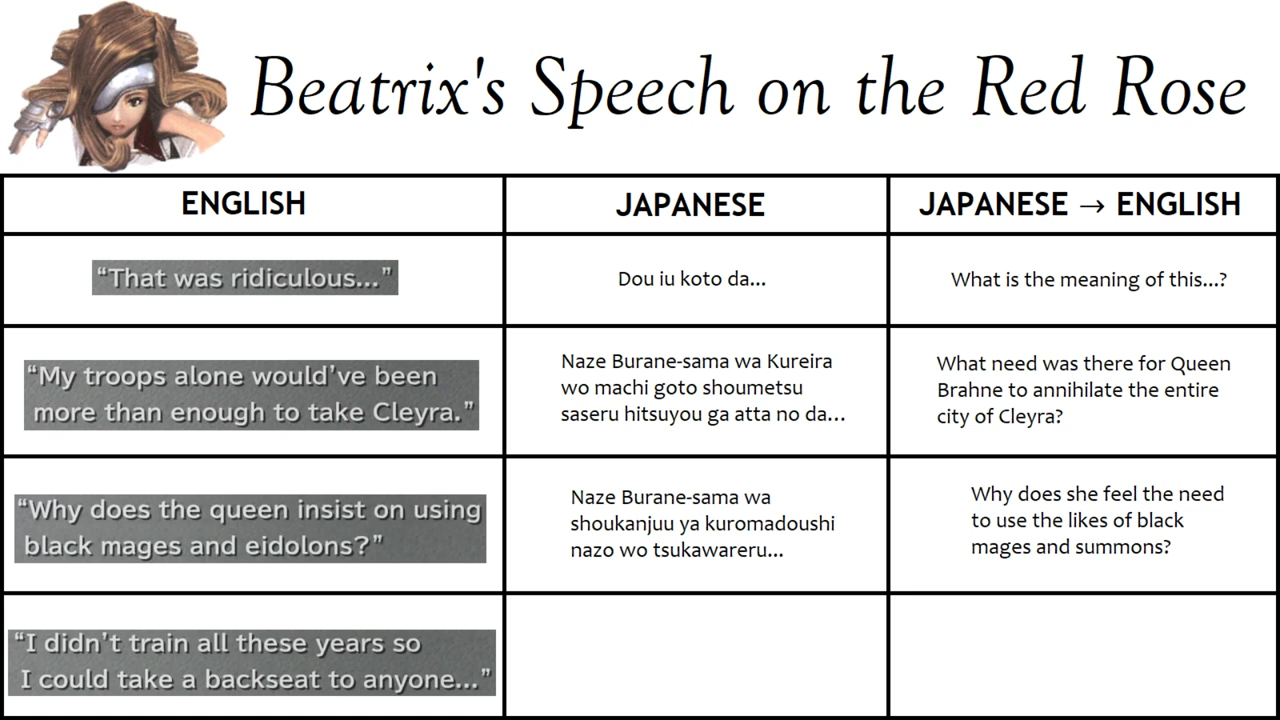 Beatrix's Speech on the Red Rose
ENGLISH
JAPANESE
JAPANESE → ENGLISH
“That was ridiculous...”
Dou iu koto da...
What is the meaning of this...?
“My troops alone would’ve been
more than enough to take Cleyra.”
Naze Burane-sama wa Kureira
wo machi goto shoumetsu
saseru hitsuyou ga atta no da...
What need was there for Queen
Brahne to annihilate the entire
city of Cleyra?
“Why does the queen insist on using
black mages and eidolons?”
Naze Burane-sama wa
shoukanjuu ya kuromadoushi
nazo wo tsukawareru...
Why does she feel the need
to use the likes of black
mages and summons?
“I didn’t train all these years so
I could take a backseat to anyone...”